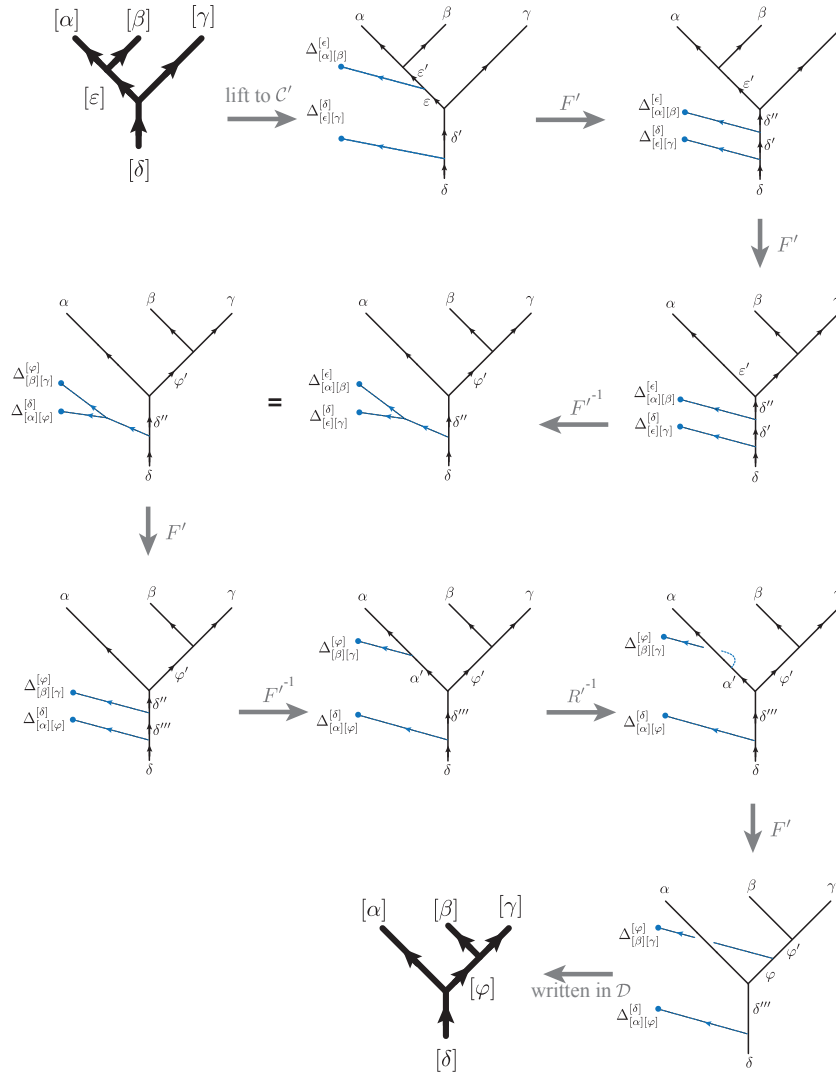 [α] [β] [γ]
[ε]
[δ]
lift to 𝒞′
α β γ
Δ^{[ϵ]}_{[α][β]}
ε′
ε
Δ^{[δ]}_{[ϵ][γ]}
δ′
δ
F′
α β γ
ε′
Δ^{[ϵ]}_{[α][β]}
δ′′
Δ^{[δ]}_{[ϵ][γ]}
δ′
δ
F′
α β γ
Δ^{[φ]}_{[β][γ]}
φ′
Δ^{[δ]}_{[α][φ]}
δ′′
δ
=
α β γ
Δ^{[ϵ]}_{[α][β]}
φ′
Δ^{[δ]}_{[ϵ][γ]}
δ′′
δ
F′^{-1}
α β γ
ε′
Δ^{[ϵ]}_{[α][β]}
δ′′
Δ^{[δ]}_{[ϵ][γ]}
δ′
δ
F′
α β γ
φ′
Δ^{[φ]}_{[β][γ]}
δ′′
Δ^{[δ]}_{[α][φ]}
δ′′′
δ
F′^{-1}
α β γ
Δ^{[φ]}_{[β][γ]}
α′ φ′
Δ^{[δ]}_{[α][φ]}
δ′′′
δ
R′^{-1}
α β γ
Δ^{[φ]}_{[β][γ]}
α′ φ′
Δ^{[δ]}_{[α][φ]}
δ′′′
δ
F′
[α] [β] [γ]
[φ]
[δ]
written in 𝒟
α β γ
Δ^{[φ]}_{[β][γ]}
φ′
φ
Δ^{[δ]}_{[α][φ]}
δ′′′
δ